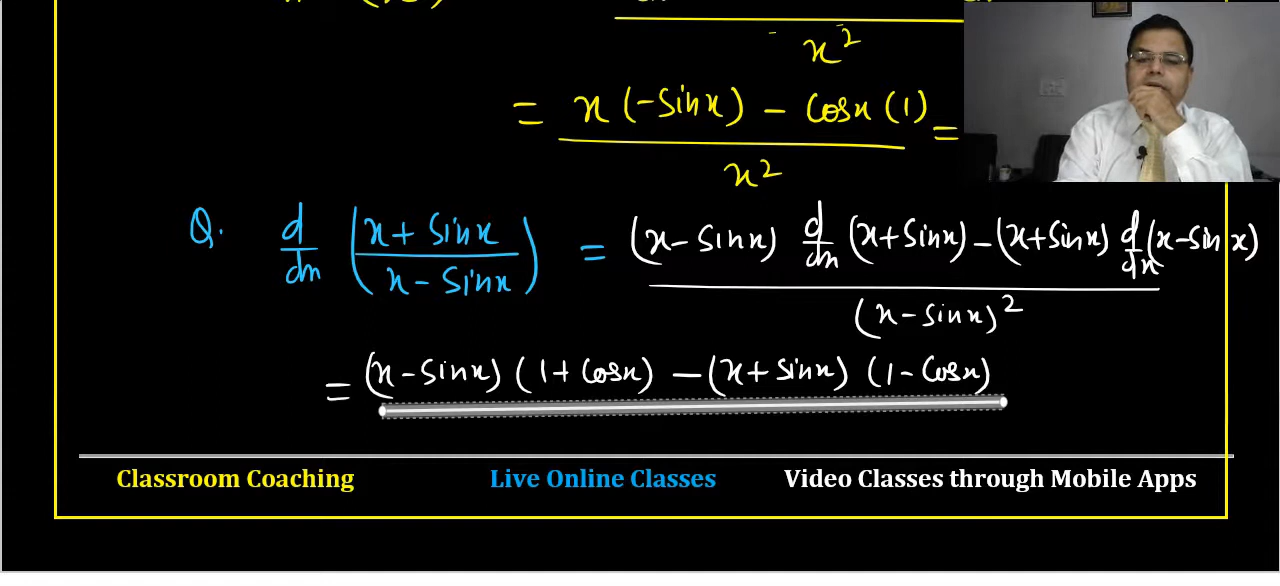 x²
= x(-sinx) - cosx(1) =
x²
Q. d/dx (x+sinx / x-sinx) = (x-sinx) d/dx (x+sinx) - (x+sinx) d/dx (x-sinx)
(x-sinx)²
= (x-sinx) (1+cosx) - (x+sinx) (1-cosx)
Classroom Coaching Live Online Classes Video Classes through Mobile Apps